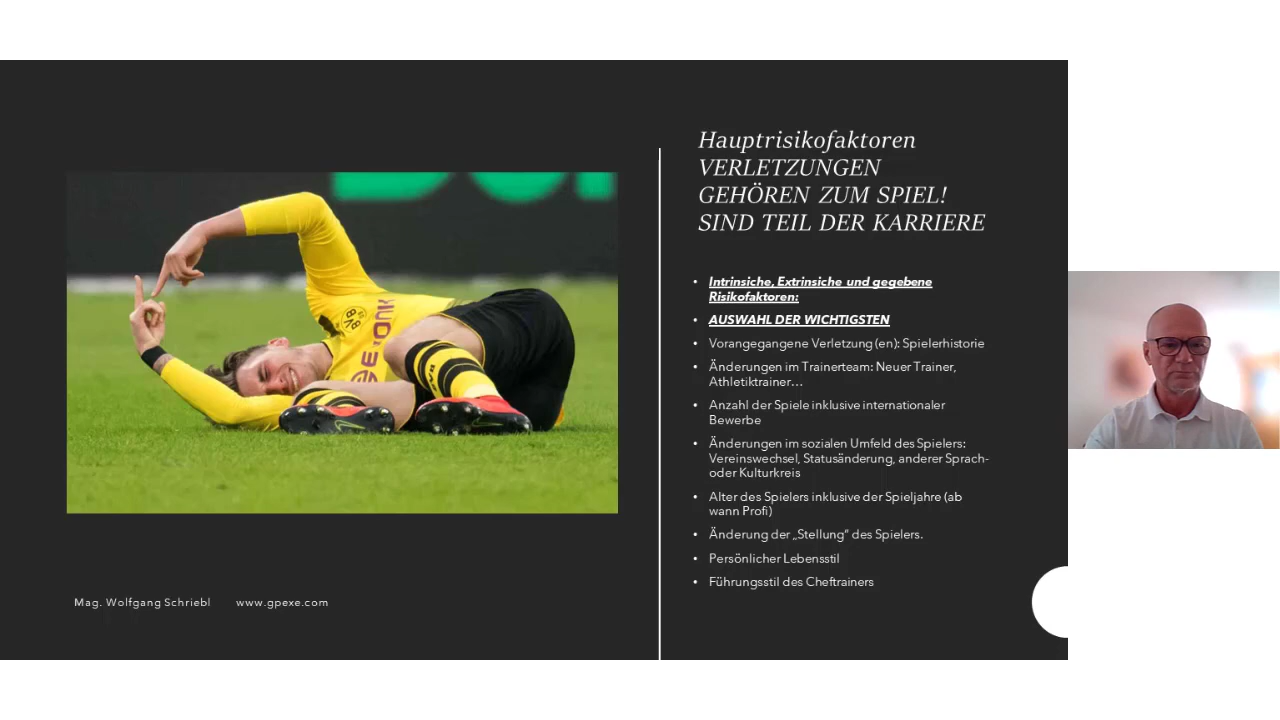 Hauptrisikofaktoren
VERLETZUNGEN
GEHÖREN ZUM SPIEL!
SIND TEIL DER KARRIERE
• Intrinsiche, Extrinsiche und gegebene
Risikofaktoren:
• AUSWAHL DER WICHTIGSTEN
• Vorangegangene Verletzung (en): Spielerhistorie
• Änderungen im Trainerteam: Neuer Trainer,
Athletiktrainer…
• Anzahl der Spiele inklusive internationaler
Bewerbe
• Änderungen im sozialen Umfeld des Spielers:
Vereinswechsel, Statusänderung, anderer Sprach-
oder Kulturkreis
• Alter des Spielers inklusive der Spieljahre (ab
wann Profi)
• Änderung der „Stellung" des Spielers.
• Persönlicher Lebensstil
• Führungsstil des Cheftrainers
BVB
09
EVONIK
Mag. Wolfgang Schriebl www.gpexe.com